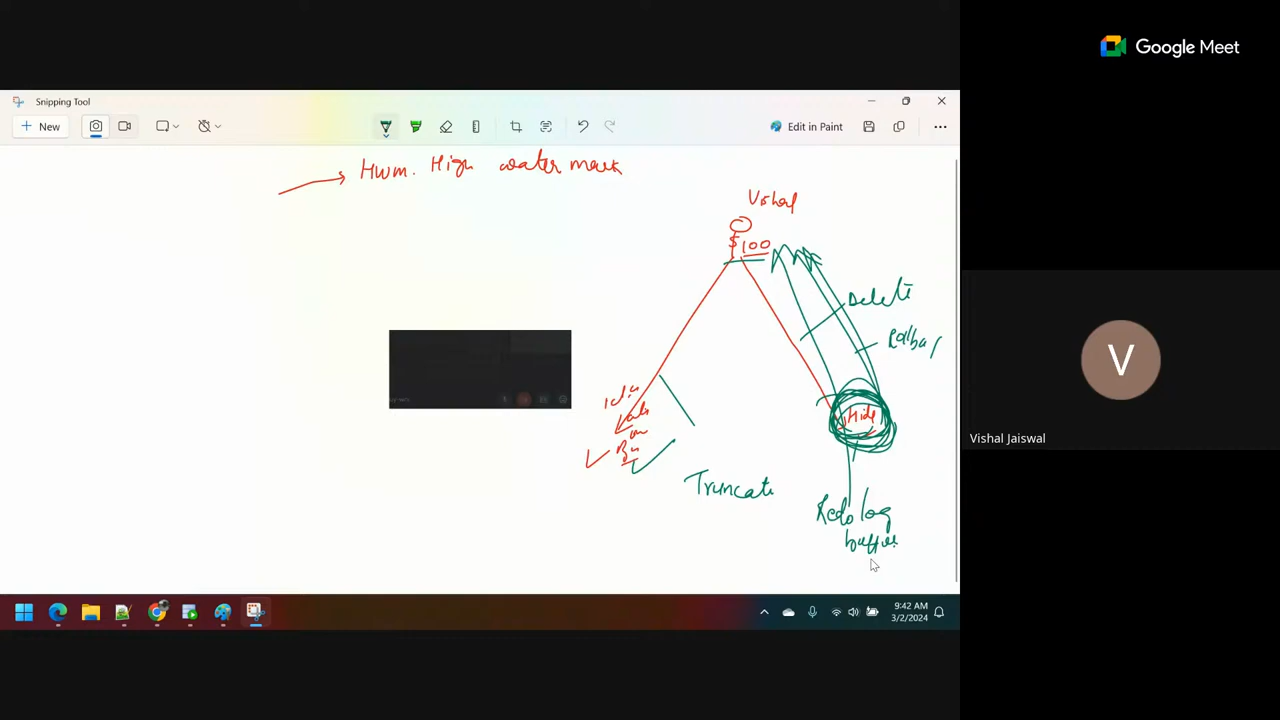 Google Meet
Snipping Tool
New
Edit in Paint
HWM. High water mark
Vishal
$100
Delete
Hide
Truncate
Redo log
buffer
Vishal Jaiswal
V
9:42 AM
3/2/2024